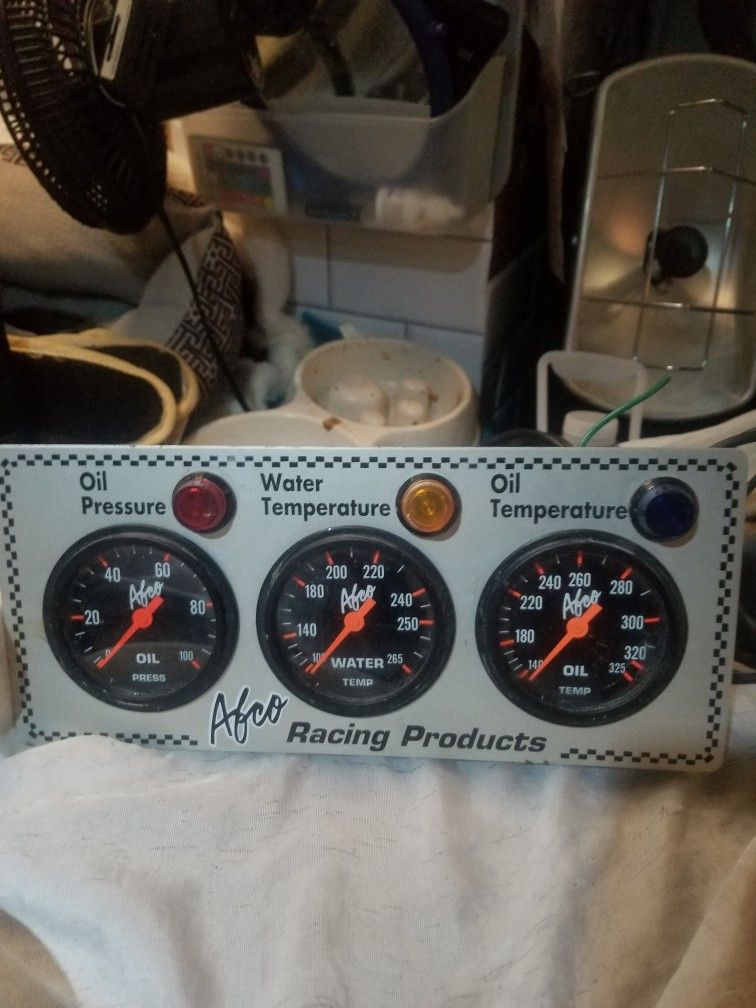 Oil
Pressure
Water
Temperature
Oil
Temperature
20
40
60
80
100
Afco
OIL
PRESS
140
180
200
220
240
250
265
Afco
WATER
TEMP
140
180
220
240
260
280
300
320
325
Afco
OIL
TEMP
Afco
Racing Products